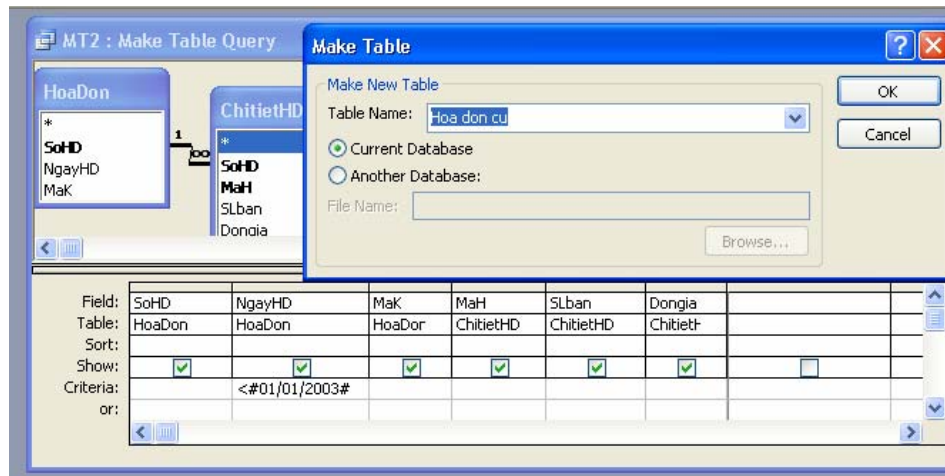 MT2 : Make Table Query
HoaDon
*
SoHD
NgayHD
MaK
1
∞
ChitietHD
*
SoHD
MaH
SLban
Dongia
Make Table
Make New Table
Table Name: Hoa don cu
Current Database
Another Database:
File Name:
Browse...
OK
Cancel
Field: SoHD NgayHD MaK MaH SLban Dongia
Table: HoaDon HoaDon HoaDor ChitietHD ChitietHD Chitiet
Sort:
Show:
Criteria: <#01/01/2003#
or: